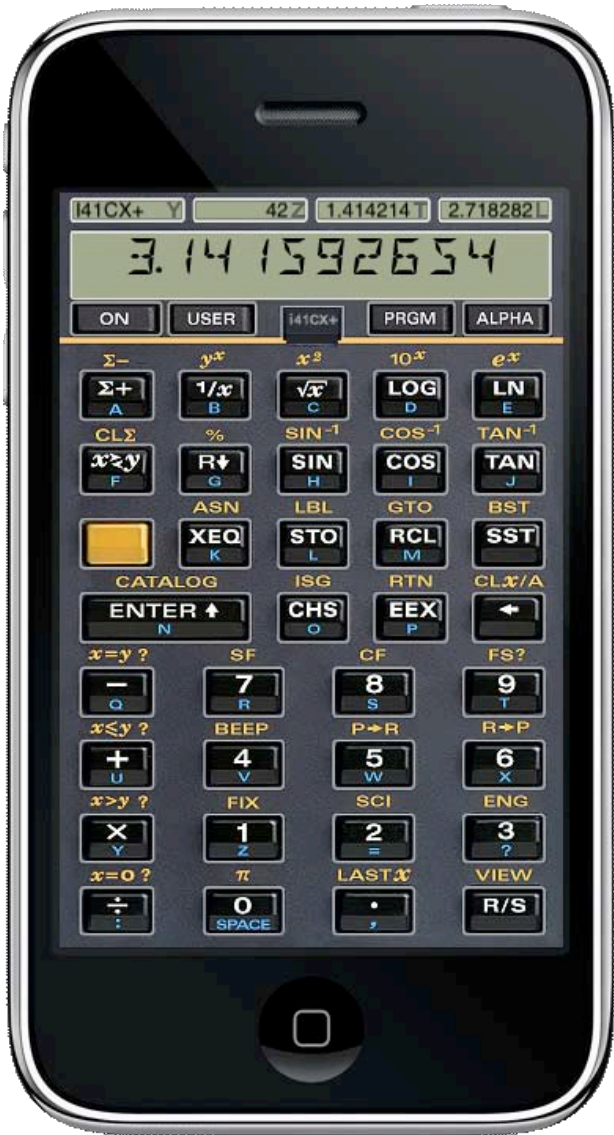 I41CX+ Y 42 Z 1.414214 T 2.718282 L
3.141592654
ON USER i41CX+ PRGM ALPHA
Σ− yˣ x² 10ˣ eˣ
Σ+ 1/x √x LOG LN
A B C D E
CLΣ % SIN⁻¹ COS⁻¹ TAN⁻¹
x≷y R↓ SIN COS TAN
F G H I J
ASN LBL GTO BST
XEQ STO RCL SST
K L M
CATALOG ISG RTN CLx/A
ENTER ↑ CHS EEX ←
N O P
x=y ? SF CF FS?
− 7 8 9
Q R S T
x≤y ? BEEP P→R R→P
+ 4 5 6
U V W X
x>y ? FIX SCI ENG
× 1 2 3
Y Z = ?
x=0 ? π LASTx VIEW
÷ 0 . R/S
: SPACE ,